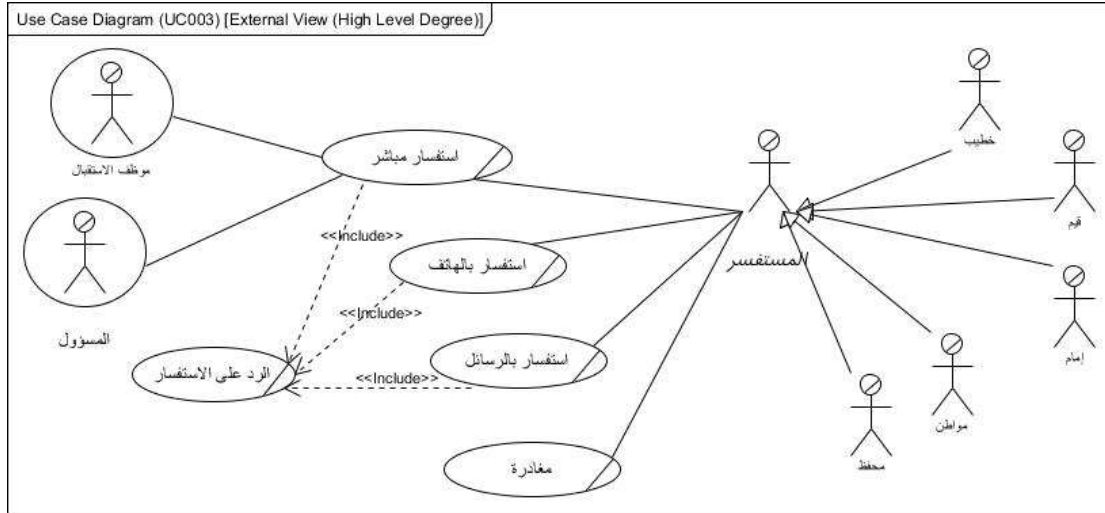 Use Case Diagram (UC003) [External View (High Level Degree)]
خطيب
موظف الاستقبال
استفسار مباشر
قيم
<<Include>>
المستفسر
استفسار بالهاتف
<<Include>>
المسؤول
إمام
استفسار بالرسائل
الرد على الاستفسار
<<Include>>
مواطن
محفظ
مغادرة